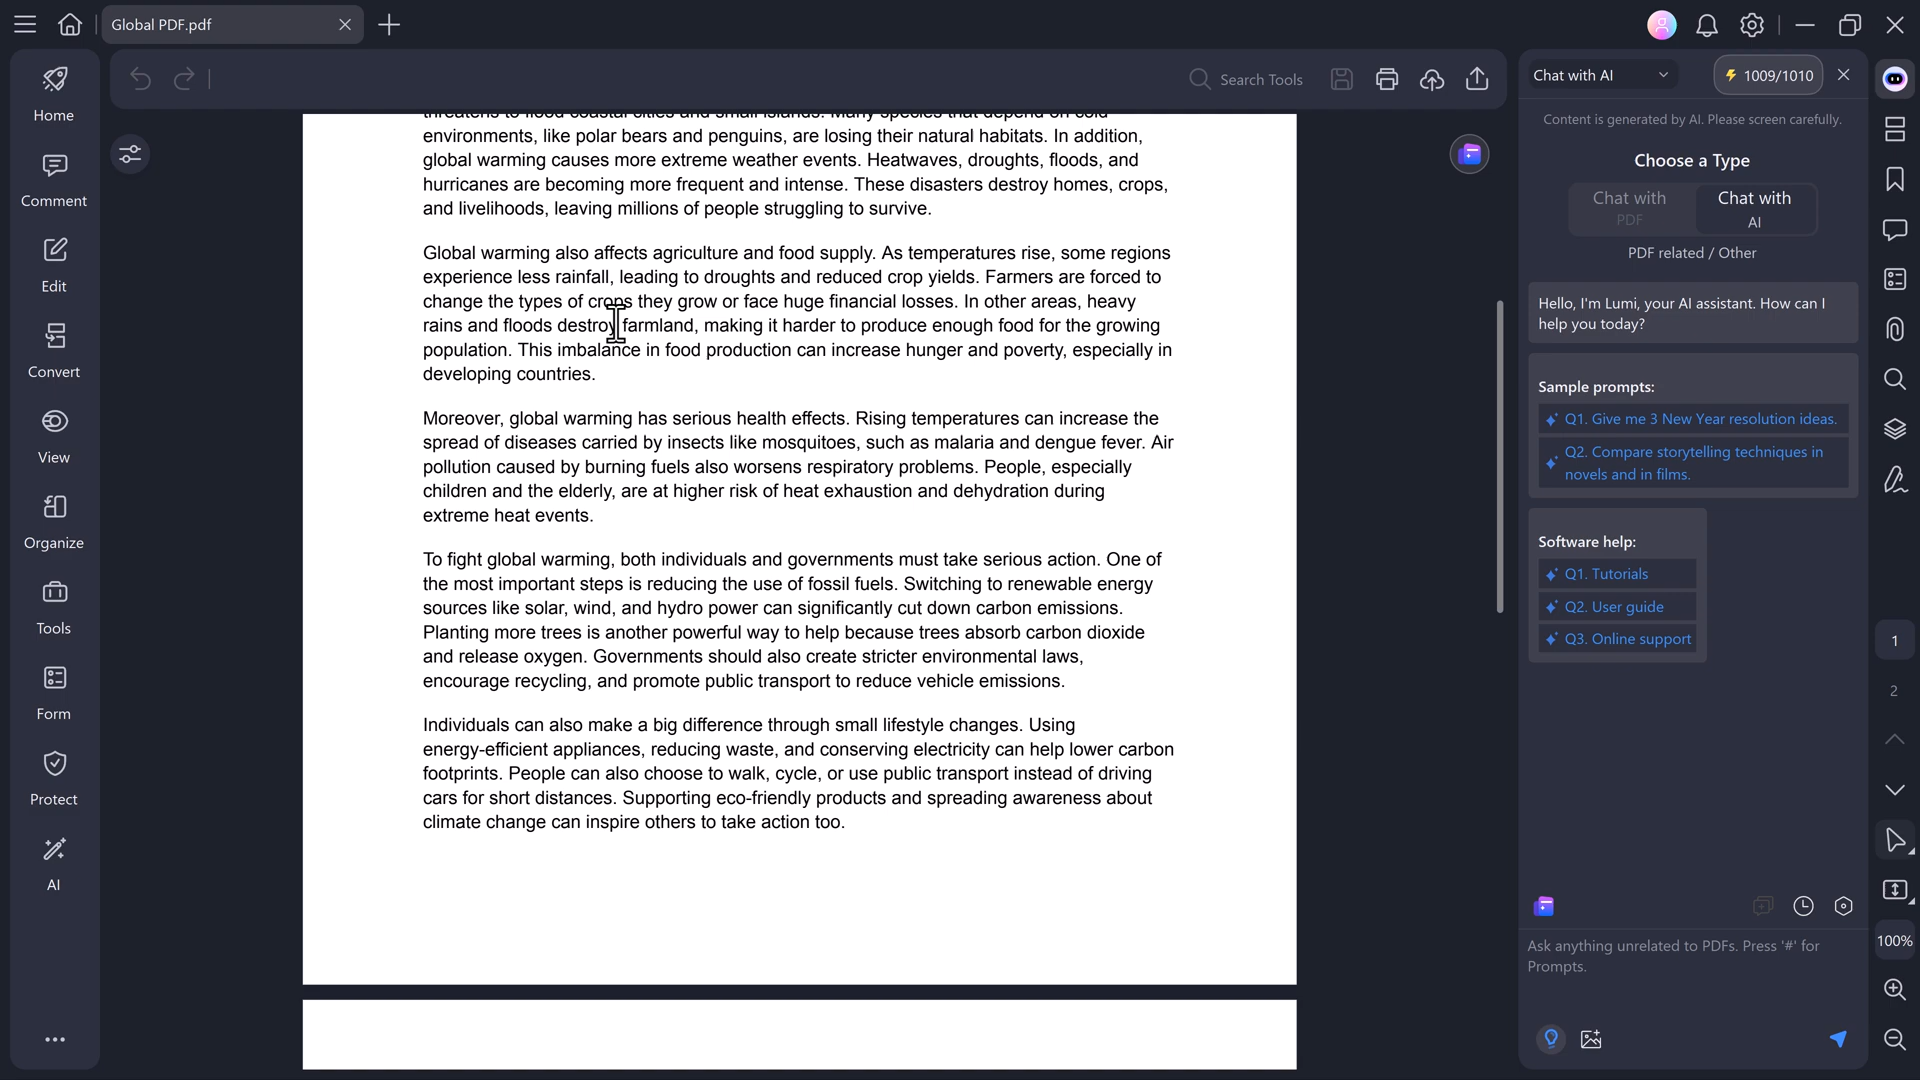 Global PDF.pdf
Search Tools
Home
Comment
Edit
Convert
View
Organize
Tools
Form
Protect
AI
threatens to flood coastal cities and small islands. Many species that depend on cold
environments, like polar bears and penguins, are losing their natural habitats. In addition,
global warming causes more extreme weather events. Heatwaves, droughts, floods, and
hurricanes are becoming more frequent and intense. These disasters destroy homes, crops,
and livelihoods, leaving millions of people struggling to survive.
Global warming also affects agriculture and food supply. As temperatures rise, some regions
experience less rainfall, leading to droughts and reduced crop yields. Farmers are forced to
change the types of crops they grow or face huge financial losses. In other areas, heavy
rains and floods destroy farmland, making it harder to produce enough food for the growing
population. This imbalance in food production can increase hunger and poverty, especially in
developing countries.
Moreover, global warming has serious health effects. Rising temperatures can increase the
spread of diseases carried by insects like mosquitoes, such as malaria and dengue fever. Air
pollution caused by burning fuels also worsens respiratory problems. People, especially
children and the elderly, are at higher risk of heat exhaustion and dehydration during
extreme heat events.
To fight global warming, both individuals and governments must take serious action. One of
the most important steps is reducing the use of fossil fuels. Switching to renewable energy
sources like solar, wind, and hydro power can significantly cut down carbon emissions.
Planting more trees is another powerful way to help because trees absorb carbon dioxide
and release oxygen. Governments should also create stricter environmental laws,
encourage recycling, and promote public transport to reduce vehicle emissions.
Individuals can also make a big difference through small lifestyle changes. Using
energy-efficient appliances, reducing waste, and conserving electricity can help lower carbon
footprints. People can also choose to walk, cycle, or use public transport instead of driving
cars for short distances. Supporting eco-friendly products and spreading awareness about
climate change can inspire others to take action too.
Chat with AI
1009/1010
Content is generated by AI. Please screen carefully.
Choose a Type
Chat with
PDF
Chat with
AI
PDF related / Other
Hello, I'm Lumi, your AI assistant. How can I
help you today?
Sample prompts:
Q1. Give me 3 New Year resolution ideas.
Q2. Compare storytelling techniques in
novels and in films.
Software help:
Q1. Tutorials
Q2. User guide
Q3. Online support
Ask anything unrelated to PDFs. Press '#' for
Prompts.
1
2
100%